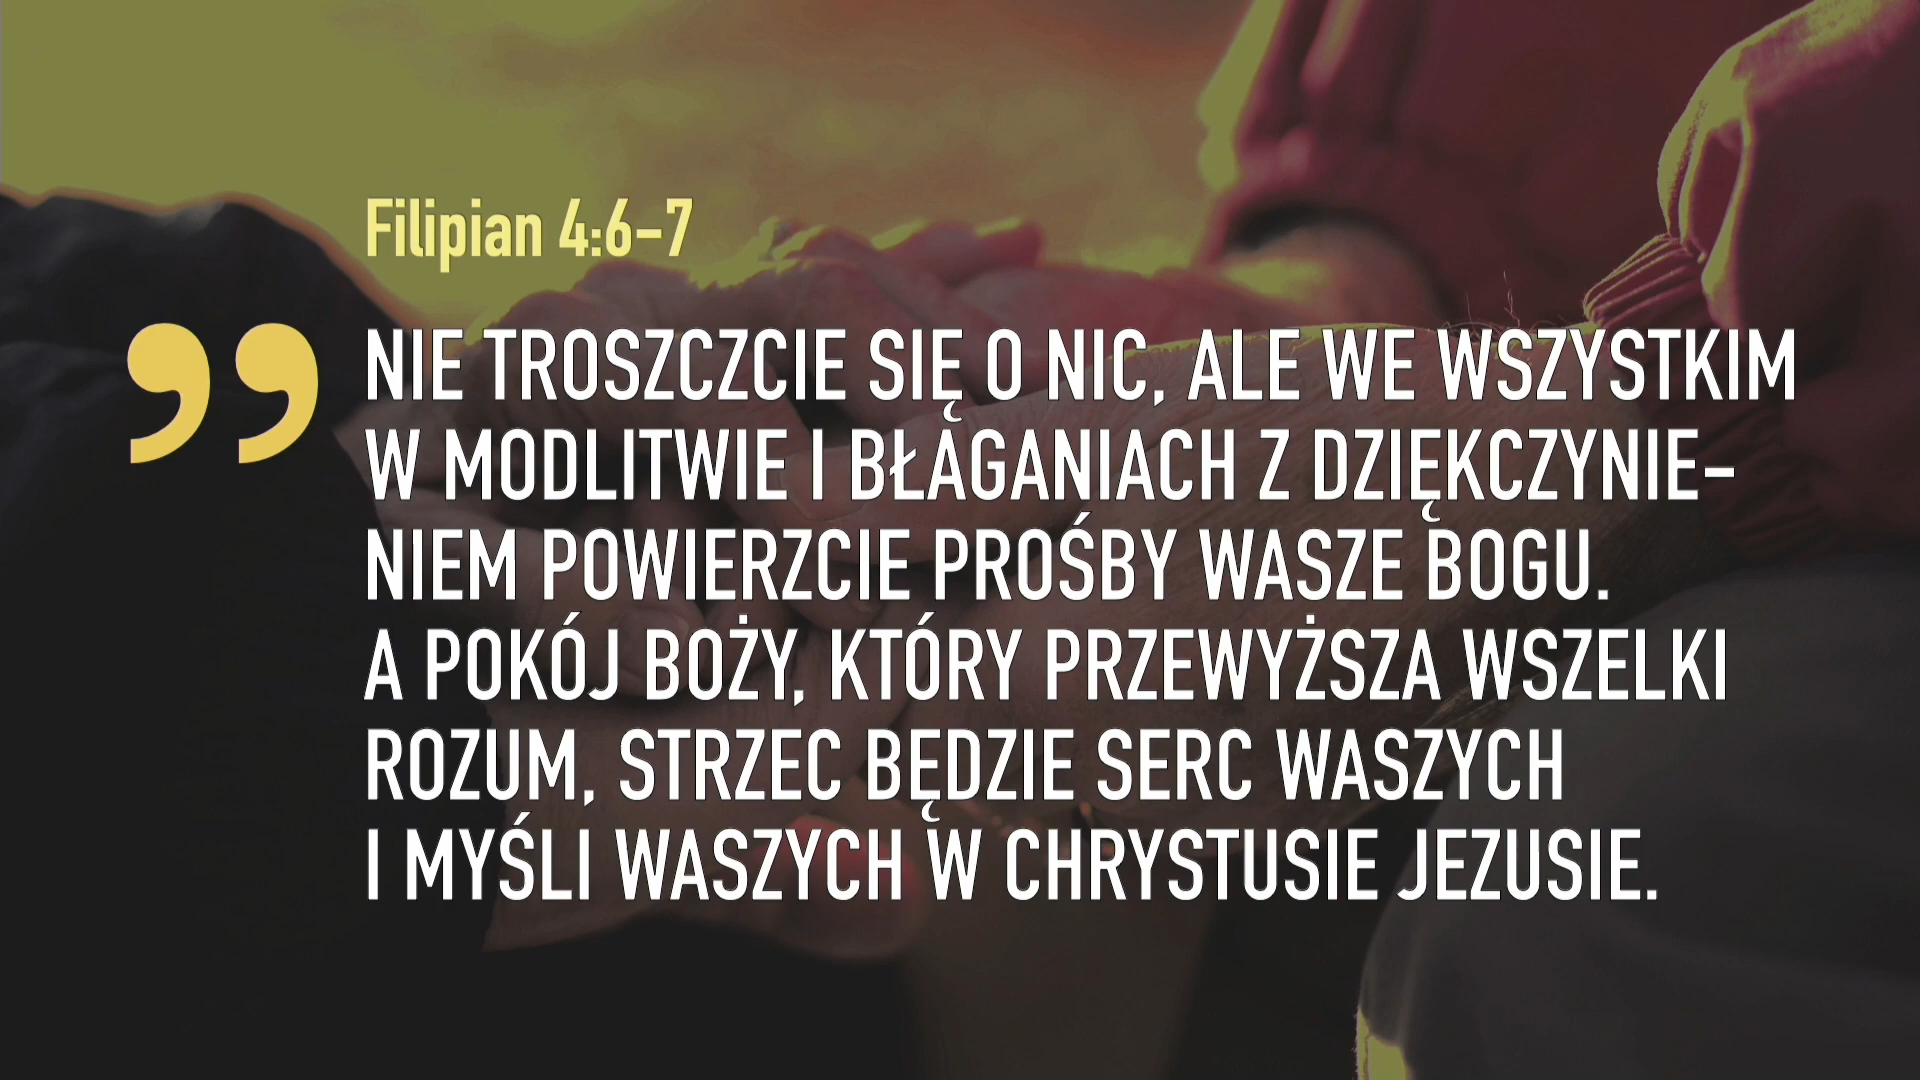 Filipian 4:6-7
” NIE TROSZCZCIE SIĘ O NIC, ALE WE WSZYSTKIM
W MODLITWIE I BŁAGANIACH Z DZIĘKCZYNIE-
NIEM POWIERZCIE PROŚBY WASZE BOGU.
A POKÓJ BOŻY, KTÓRY PRZEWYŻSZA WSZELKI
ROZUM, STRZEC BĘDZIE SERC WASZYCH
I MYŚLI WASZYCH W CHRYSTUSIE JEZUSIE.